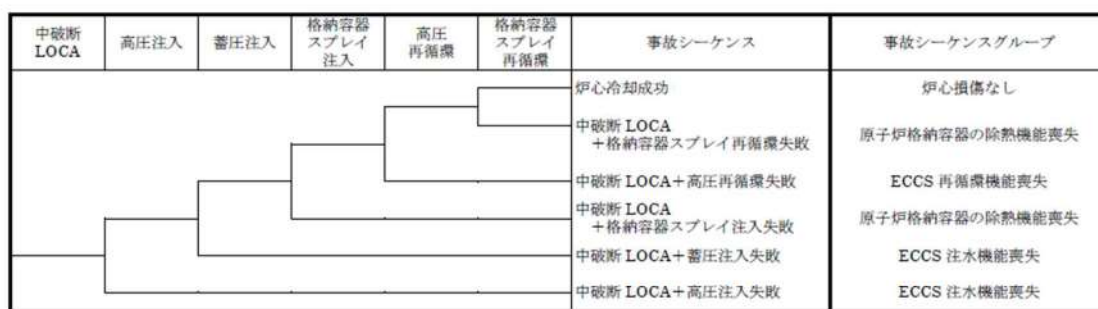 中破断
LOCA
高圧注入
蓄圧注入
格納容器
スプレイ
注入
高圧
再循環
格納容器
スプレイ
再循環
事故シーケンス
事故シーケンスグループ
炉心冷却成功
炉心損傷なし
中破断 LOCA
+格納容器スプレイ再循環失敗
原子炉格納容器の除熱機能喪失
中破断 LOCA+高圧再循環失敗
ECCS 再循環機能喪失
中破断 LOCA
+格納容器スプレイ注入失敗
原子炉格納容器の除熱機能喪失
中破断 LOCA+蓄圧注入失敗
ECCS 注水機能喪失
中破断 LOCA+高圧注入失敗
ECCS 注水機能喪失